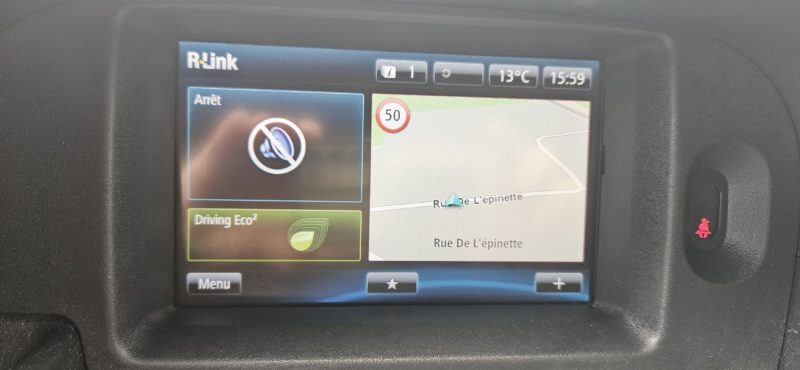 R-Link
1
13°C
15:59
Arrêt
50
Rue De L'épinette
Driving Eco²
Rue De L'épinette
Menu